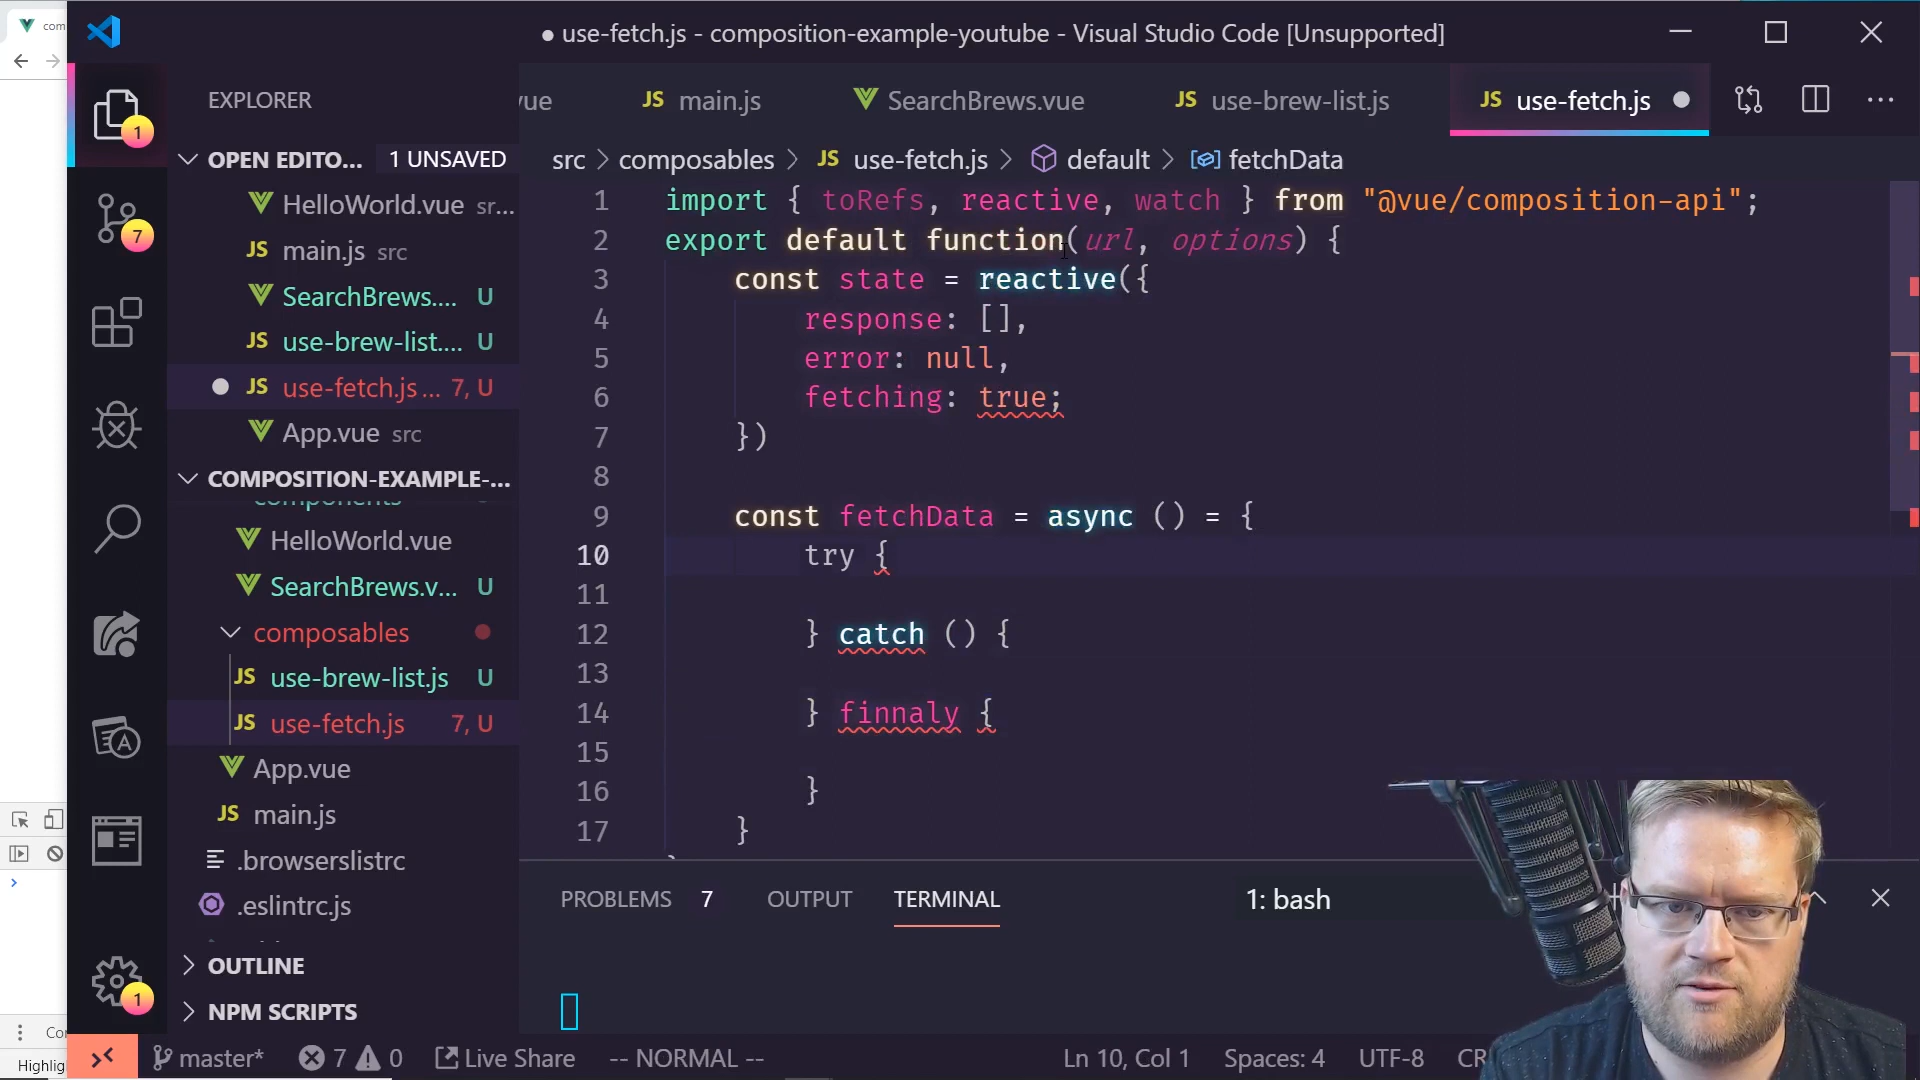 com
● use-fetch.js - composition-example-youtube - Visual Studio Code [Unsupported]
EXPLORER
vue
JS main.js
SearchBrews.vue
JS use-brew-list.js
JS use-fetch.js
1
OPEN EDITO... 1 UNSAVED
src > composables > JS use-fetch.js > default > fetchData
HelloWorld.vue sr...
JS main.js src
SearchBrews.... U
JS use-brew-list.... U
JS use-fetch.js ... 7, U
App.vue src
7
COMPOSITION-EXAMPLE-...
components
HelloWorld.vue
SearchBrews.v... U
composables
JS use-brew-list.js U
JS use-fetch.js 7, U
App.vue
JS main.js
.browserslistrc
.eslintrc.js
OUTLINE
NPM SCRIPTS
1
1 import { toRefs, reactive, watch } from "@vue/composition-api";
2 export default function(url, options) {
3 const state = reactive({
4 response: [],
5 error: null,
6 fetching: true;
7 })
8
9 const fetchData = async () = {
10 try {
11
12 } catch () {
13
14 } finnaly {
15
16 }
17 }
PROBLEMS 7 OUTPUT TERMINAL 1: bash
Highlig
master* 7 0 Live Share -- NORMAL -- Ln 10, Col 1 Spaces: 4 UTF-8